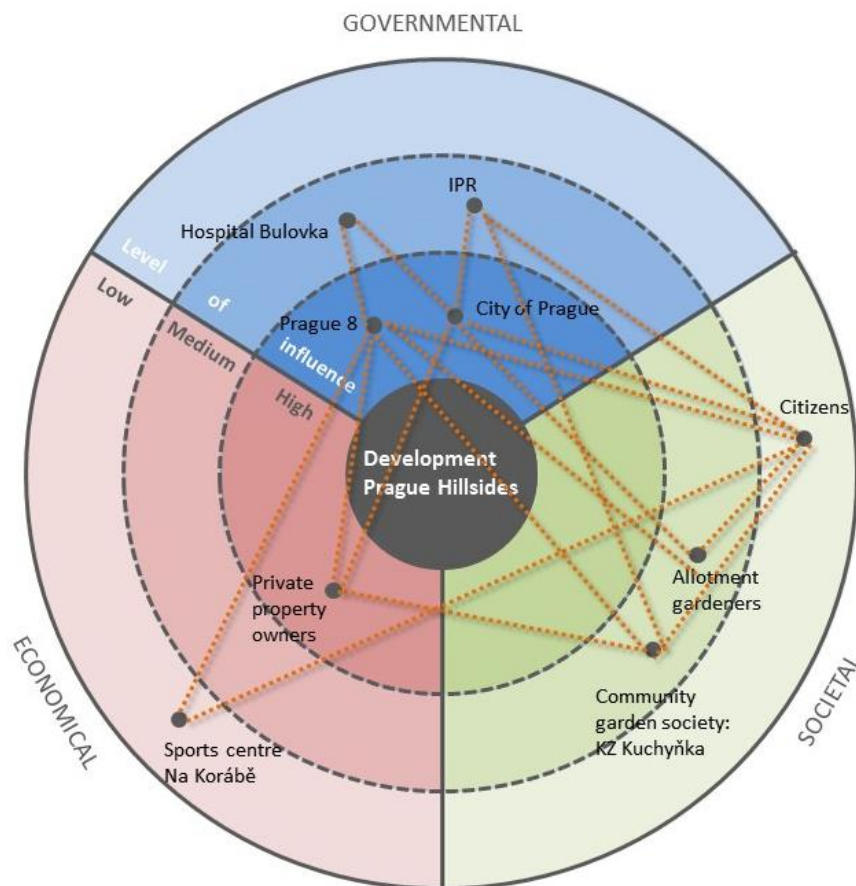 GOVERNMENTAL
IPR
Hospital Bulovka
Level
of
influence
Low
Medium
High
Prague 8
City of Prague
Citizens
Development
Prague Hillsides
Private
property
owners
Allotment
gardeners
Community
garden society:
KZ Kuchyňka
Sports centre
Na Korábě
ECONOMICAL
SOCIETAL